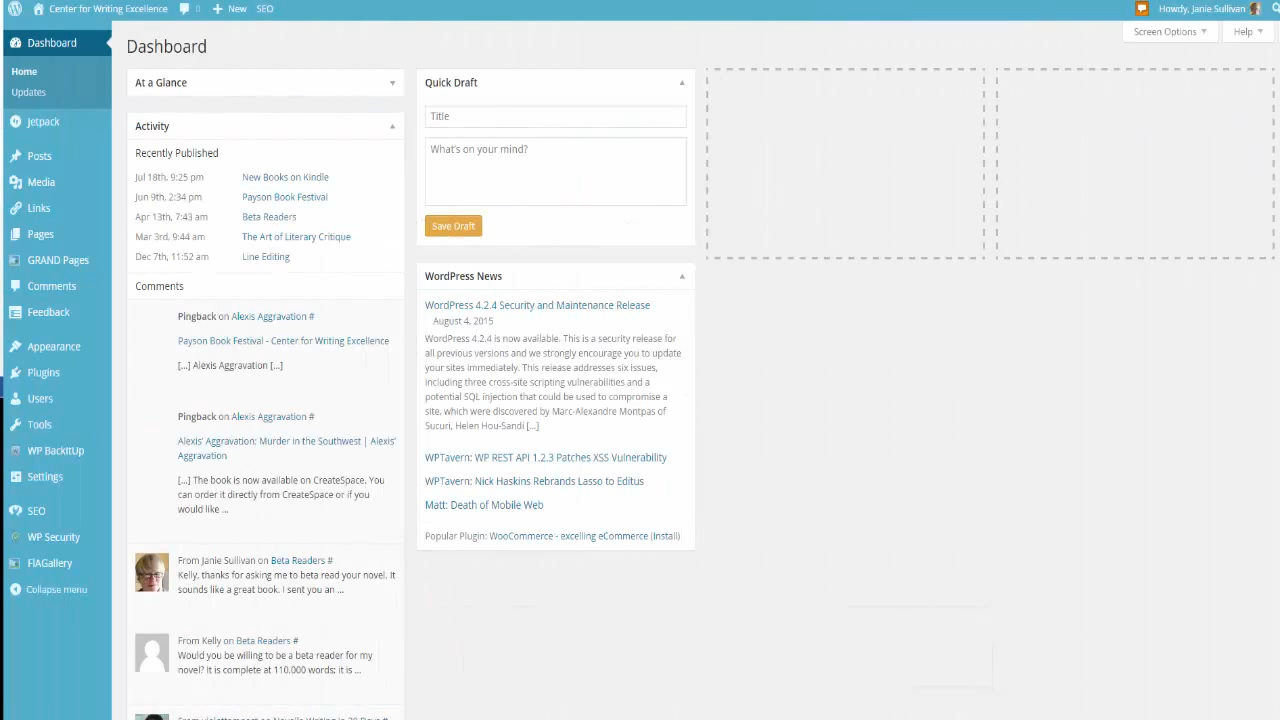 Center for Writing Excellence 0 New SEO Howdy, Janie Sullivan
Dashboard
Home
Updates
Jetpack
Posts
Media
Links
Pages
GRAND Pages
Comments
Feedback
Appearance
Plugins
Users
Tools
WP BackItUp
Settings
SEO
WP Security
FlAGallery
Collapse menu
Screen Options
Help
Dashboard
At a Glance
Activity
Recently Published
Jul 18th, 9:25 pm New Books on Kindle
Jun 9th, 2:34 pm Payson Book Festival
Apr 13th, 7:43 am Beta Readers
Mar 3rd, 9:44 am The Art of Literary Critique
Dec 7th, 11:52 am Line Editing
Comments
Pingback on Alexis Aggravation #
Payson Book Festival - Center for Writing Excellence
[...] Alexis Aggravation [...]
Pingback on Alexis Aggravation #
Alexis' Aggravation: Murder in the Southwest | Alexis'
Aggravation
[...] The book is now available on CreateSpace. You
can order it directly from CreateSpace or if you
would like ...
From Janie Sullivan on Beta Readers #
Kelly, thanks for asking me to beta read your novel. It
sounds like a great book. I sent you an ...
From Kelly on Beta Readers #
Would you be willing to be a beta reader for my
novel? It is complete at 110,000 words; it is ...
Quick Draft
Title
What's on your mind?
Save Draft
WordPress News
WordPress 4.2.4 Security and Maintenance Release
August 4, 2015
WordPress 4.2.4 is now available. This is a security release for
all previous versions and we strongly encourage you to update
your sites immediately. This release addresses six issues,
including three cross-site scripting vulnerabilities and a
potential SQL injection that could be used to compromise a
site, which were discovered by Marc-Alexandre Montpas of
Sucuri, Helen Hou-Sandí [...]
WPTavern: WP REST API 1.2.3 Patches XSS Vulnerability
WPTavern: Nick Haskins Rebrands Lasso to Editus
Matt: Death of Mobile Web
Popular Plugin: WooCommerce - excelling eCommerce (Install)